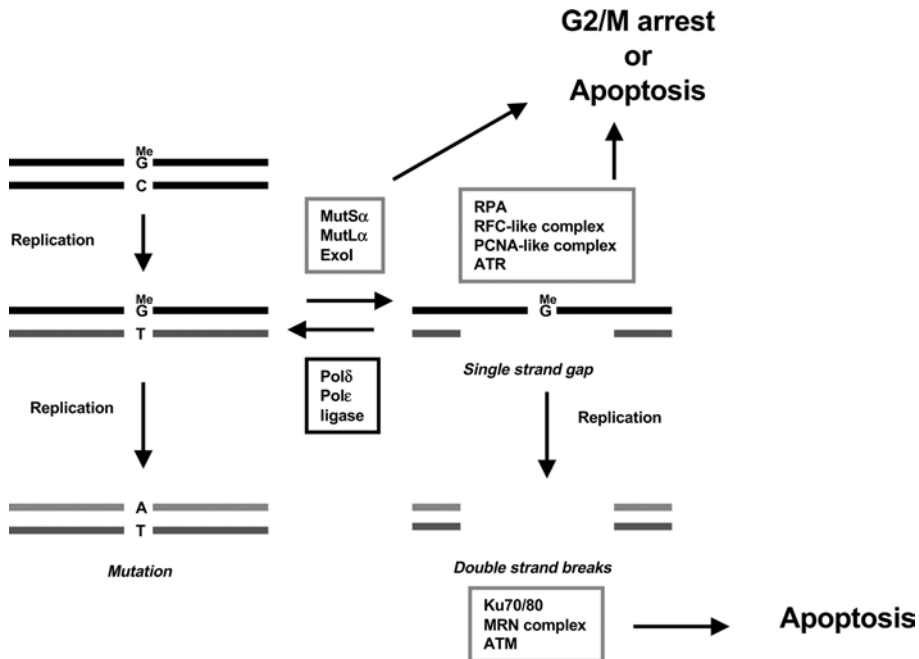 G2/M arrest
or
Apoptosis
Me
G
C
Replication
MutSα
MutLα
ExoI
RPA
RFC-like complex
PCNA-like complex
ATR
Me
G
T
Me
G
Single strand gap
Polδ
Polε
ligase
Replication
Replication
A
T
Mutation
Double strand breaks
Ku70/80
MRN complex
ATM
Apoptosis